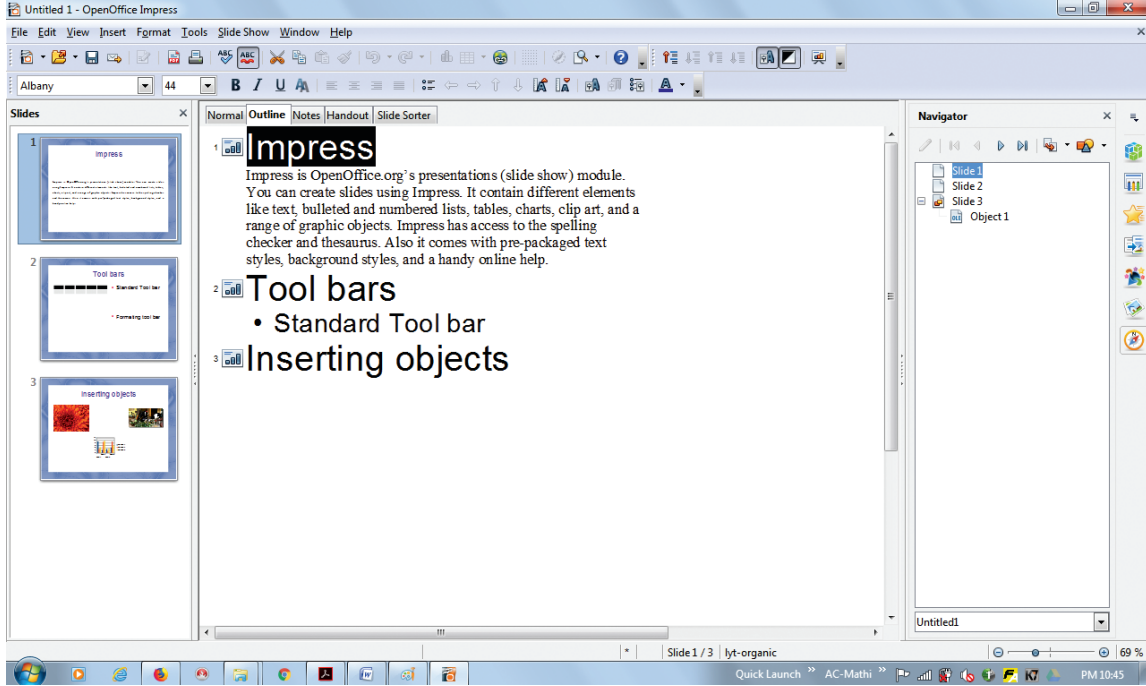 Untitled 1 - OpenOffice Impress
File Edit View Insert Format Tools Slide Show Window Help
Albany 44
Slides
Normal Outline Notes Handout Slide Sorter
Navigator
1
Impress
2
Tool bars
Standard Tool bar
Formating tool bar
3
Inserting objects
1 Impress
Impress is OpenOffice.org's presentations (slide show) module.
You can create slides using Impress. It contain different elements
like text, bulleted and numbered lists, tables, charts, clip art, and a
range of graphic objects. Impress has access to the spelling
checker and thesaurus. Also it comes with pre-packaged text
styles, background styles, and a handy online help.
2 Tool bars
• Standard Tool bar
3 Inserting objects
Slide 1
Slide 2
Slide 3
Object 1
Untitled1
* Slide 1 / 3 lyt-organic 69 %
Quick Launch » AC-Mathi » PM 10:45